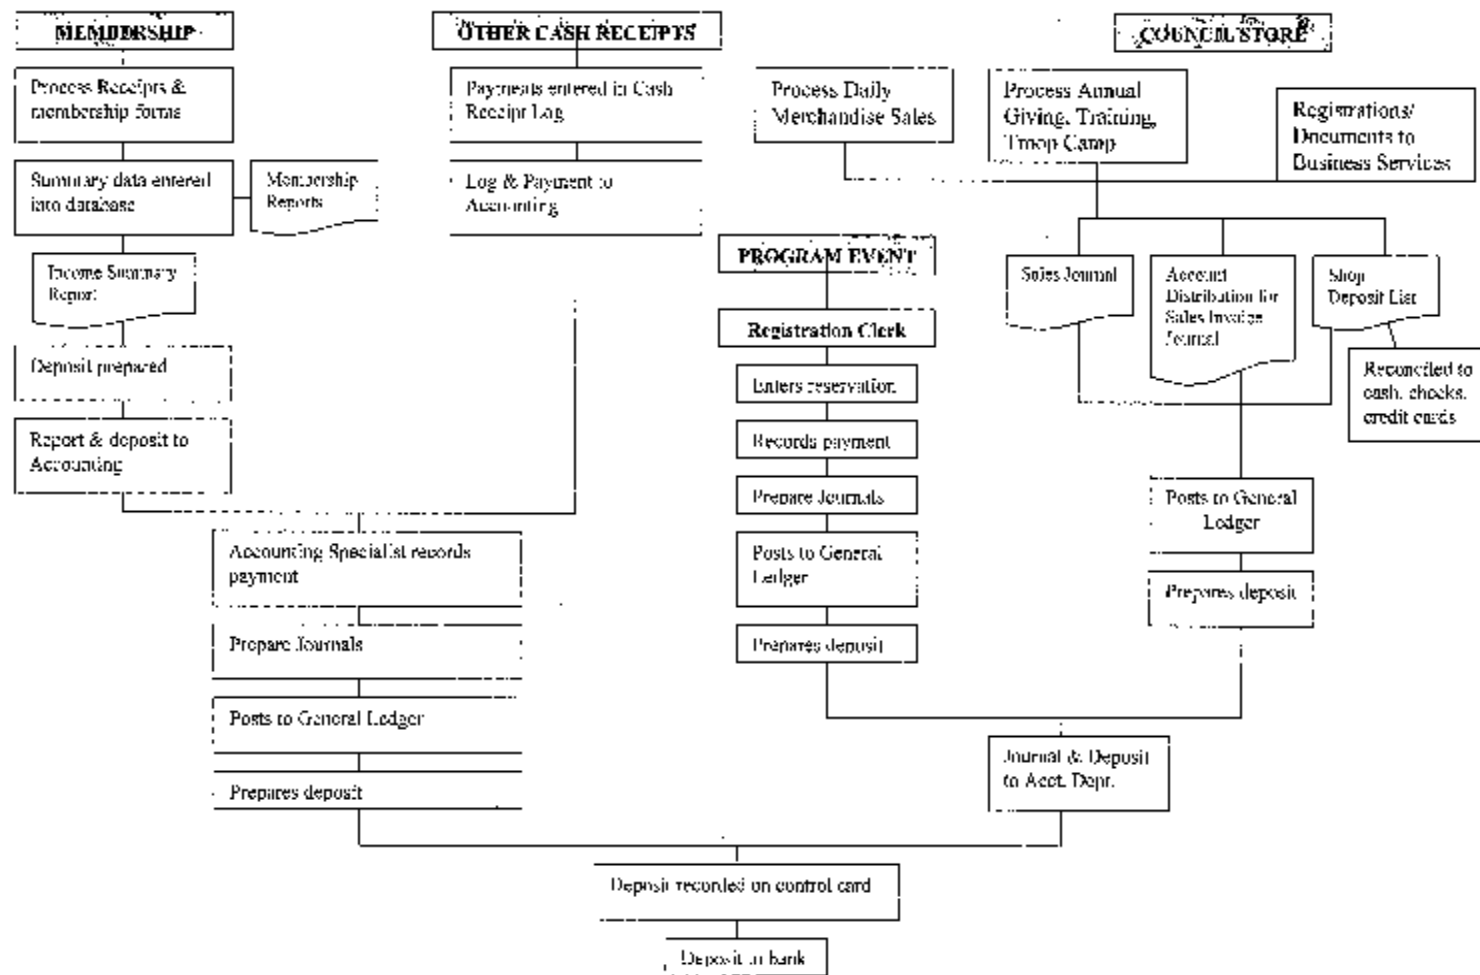 MEMBERSHIP
OTHER CASH RECEIPTS
COUNCIL STORE
Process Receipts &
membership forms
Payments entered in Cash
Receipt Log
Process Daily
Merchandise Sales
Process Annual
Giving, Training,
Troop Camp
Registrations/
Documents to
Business Services
Summary data entered
into database
Membership
Reports
Log & Payment to
Accounting
PROGRAM EVENT
Income Summary
Report
Sales Journal
Account
Distribution for
Sales Invoice
Journal
Shop
Deposit List
Registration Clerk
Deposit prepared
Enters reservation
Reconciled to
cash, checks,
credit cards
Report & deposit to
Accounting
Records payment
Prepare Journals
Posts to General
Ledger
Accounting Specialist records
payment
Posts to General
Ledger
Prepares deposit
Prepare Journals
Prepares deposit
Posts to General Ledger
Journal & Deposit
to Acct. Dept.
Prepares deposit
Deposit recorded on control card
Deposit in bank